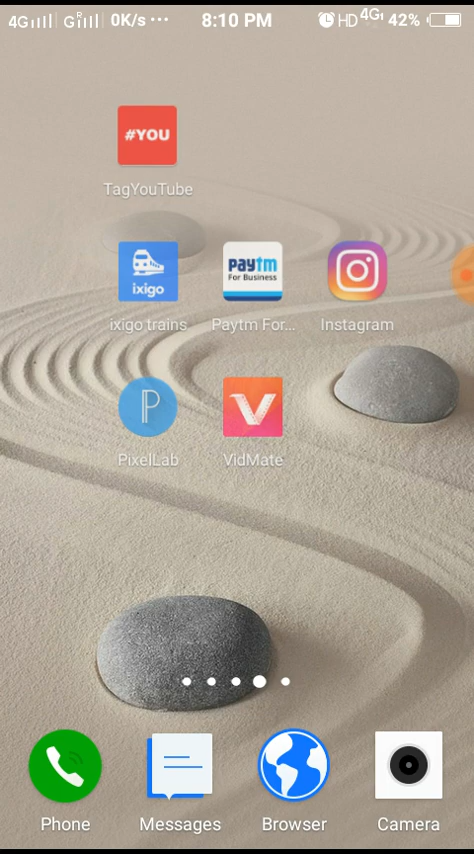 4G G R 0K/s ... 8:10 PM HD 4G1 42%
#YOU
TagYouTube
ixigo
paytm
For Business
ixigo trains Paytm For... Instagram
P
V
PixelLab VidMate
Phone Messages Browser Camera